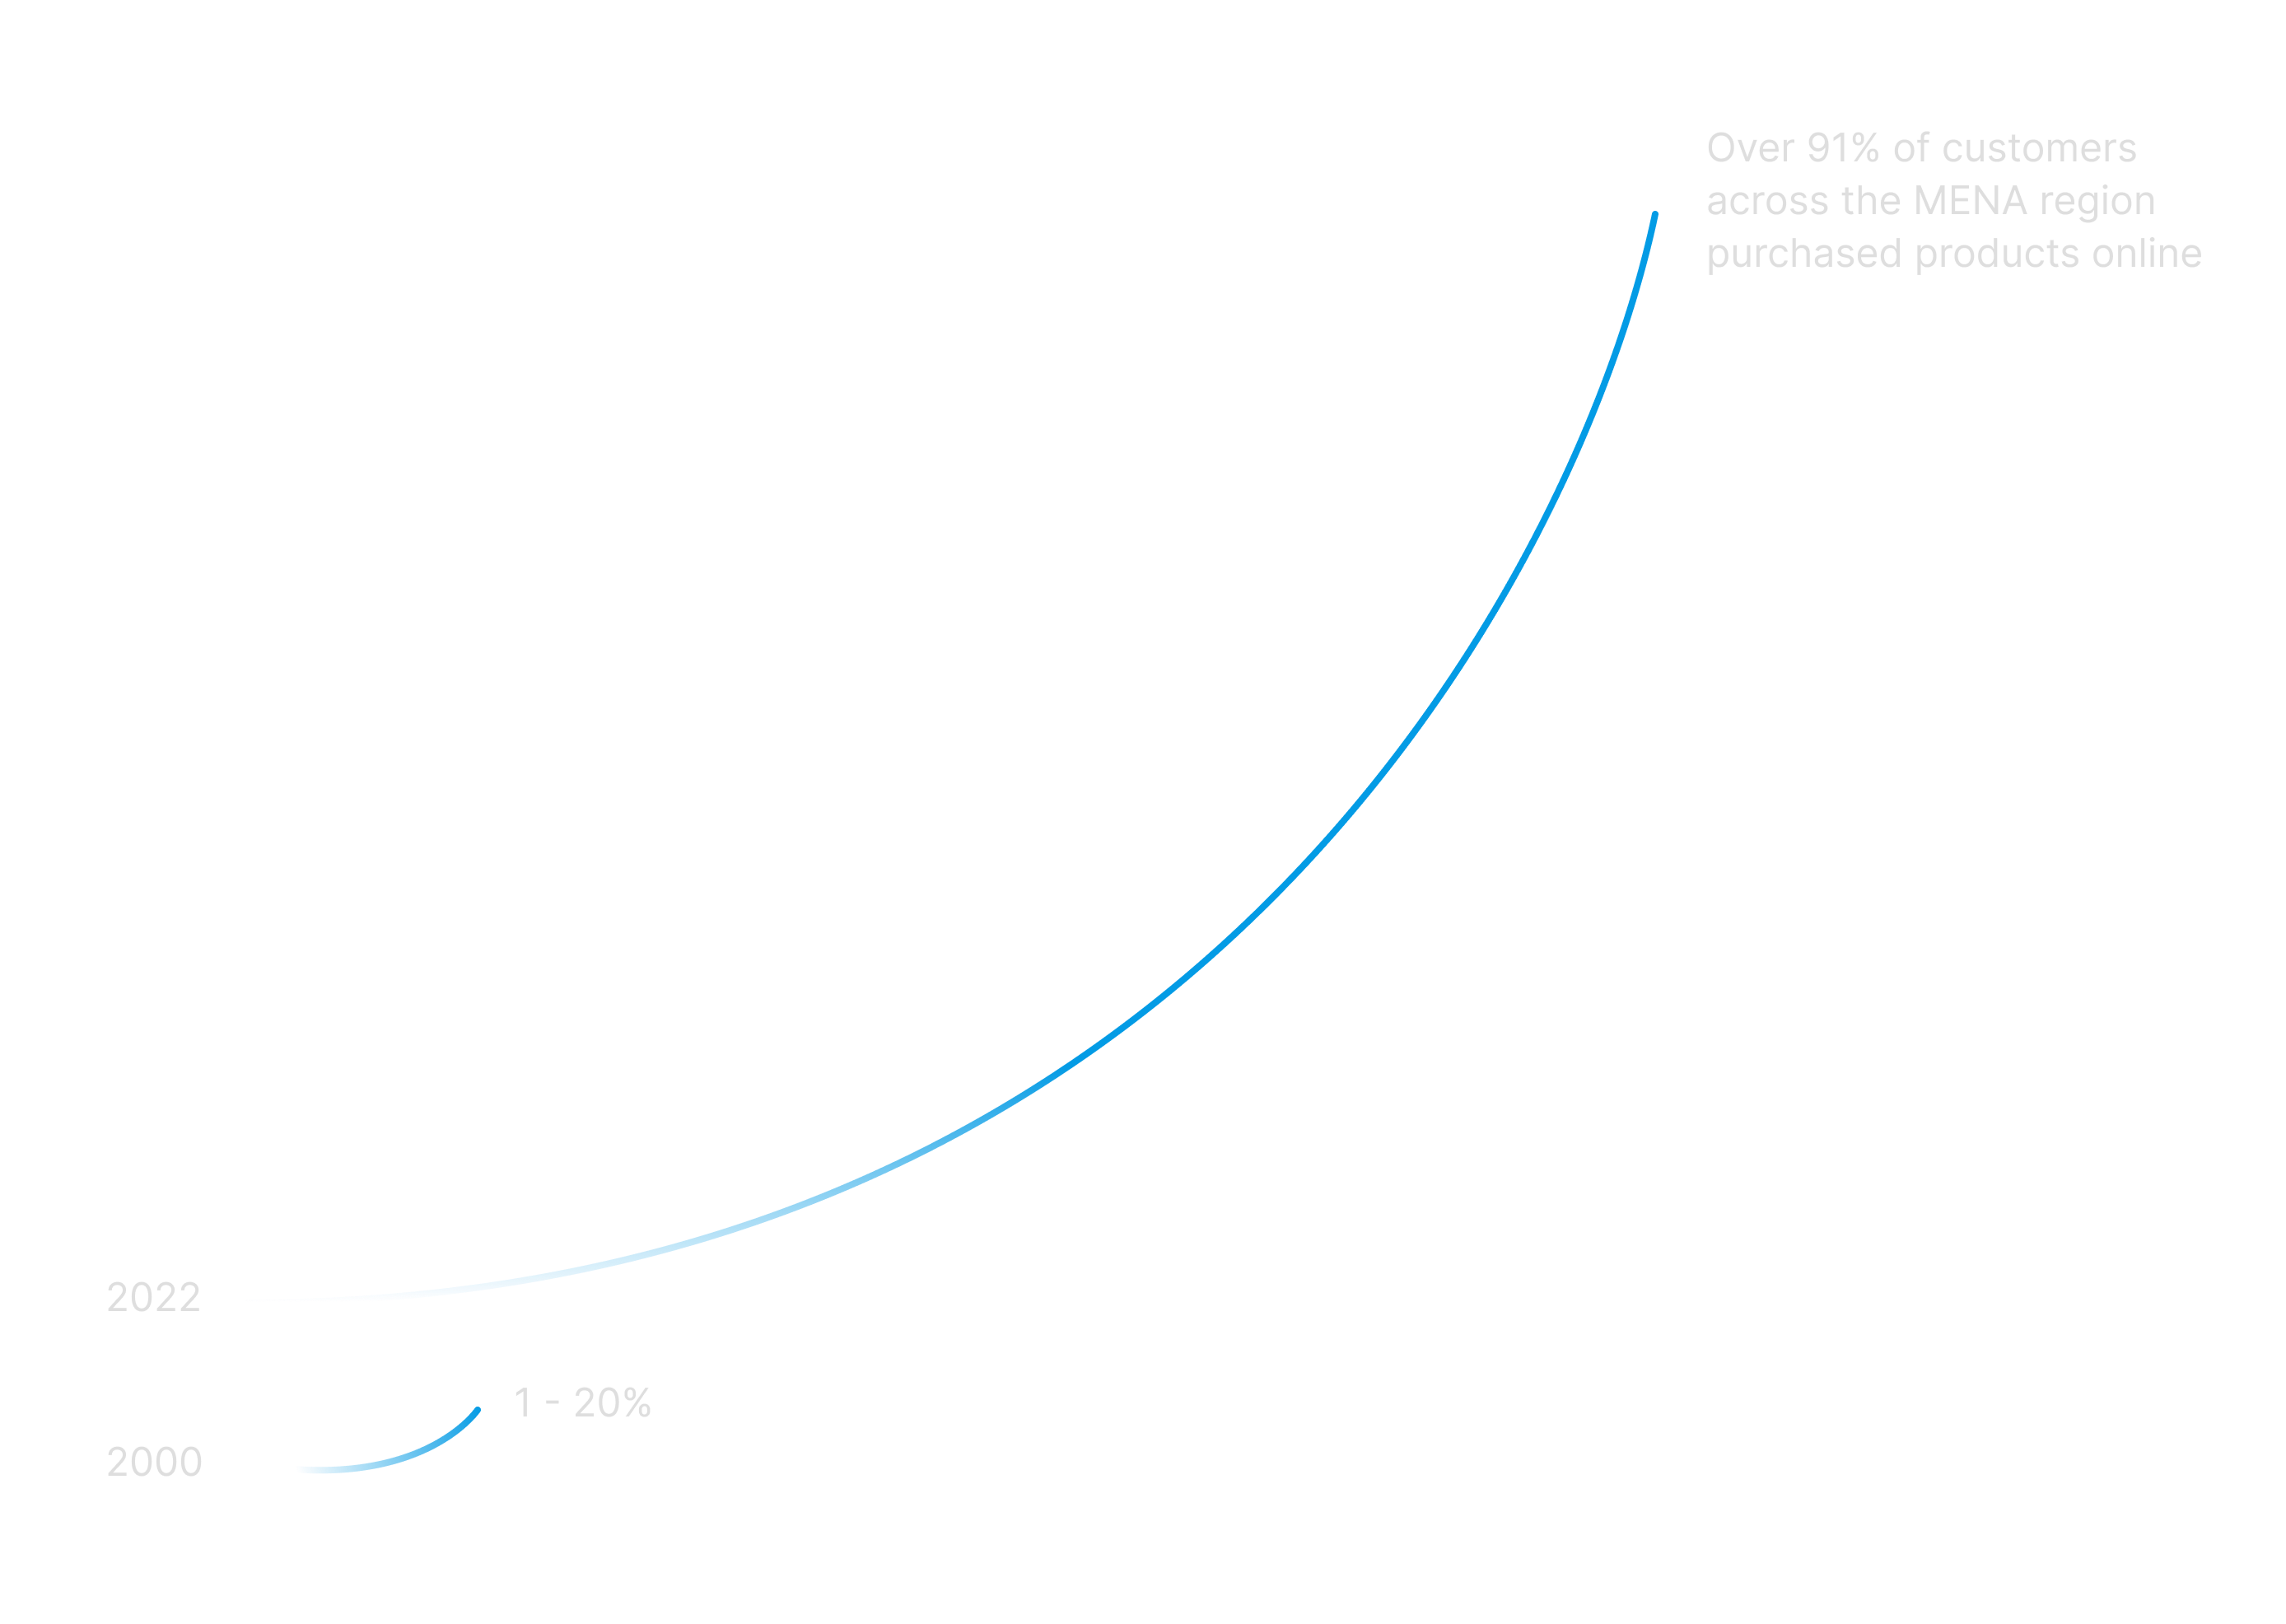 Over 91% of customers
across the MENA region
purchased products online
2022
1 - 20%
2000